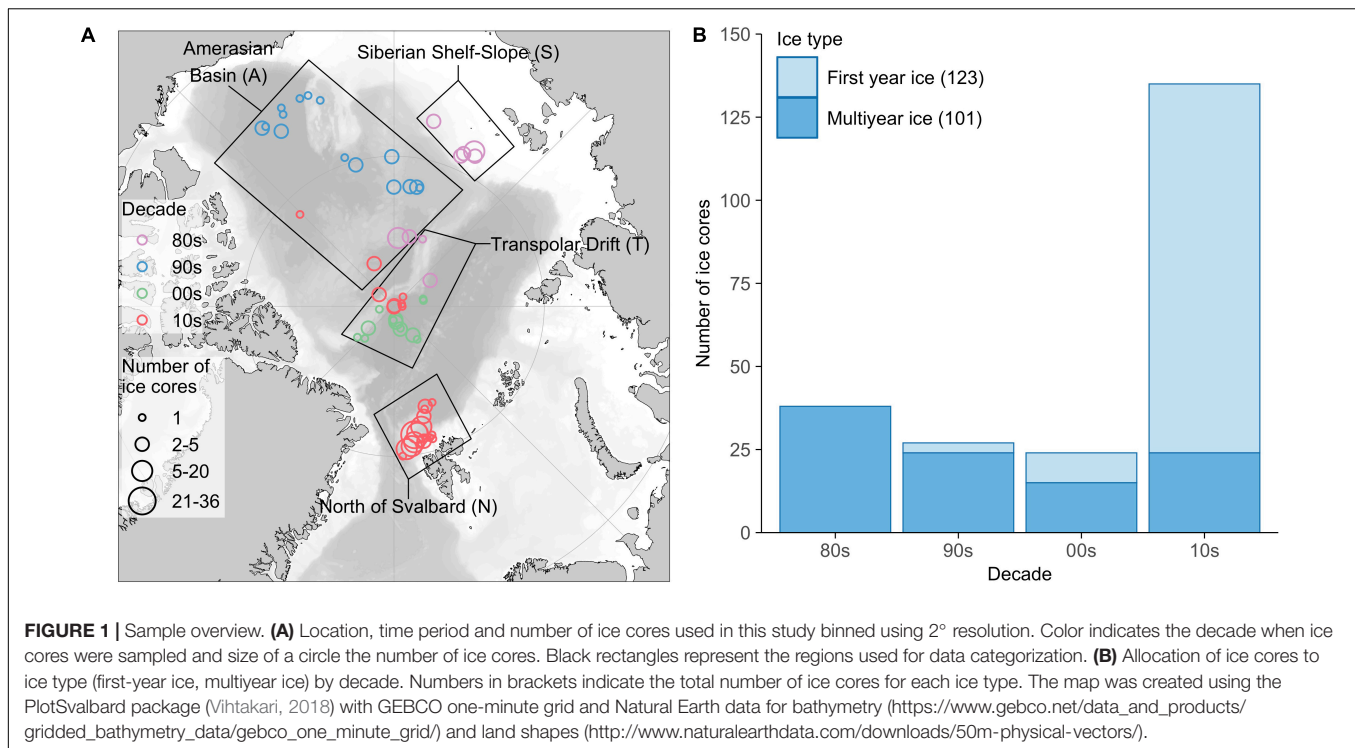 A
Amerasian
Basin (A)
Siberian Shelf-Slope (S)
Decade
80s
90s
00s
10s
Transpolar Drift (T)
Number of
ice cores
1
2-5
5-20
21-36
North of Svalbard (N)
B
Ice type
First year ice (123)
Multiyear ice (101)
Number of ice cores
150
125
100
75
50
25
0
80s
90s
00s
10s
Decade
FIGURE 1 | Sample overview. (A) Location, time period and number of ice cores used in this study binned using 2° resolution. Color indicates the decade when ice
cores were sampled and size of a circle the number of ice cores. Black rectangles represent the regions used for data categorization. (B) Allocation of ice cores to
ice type (first-year ice, multiyear ice) by decade. Numbers in brackets indicate the total number of ice cores for each ice type. The map was created using the
PlotSvalbard package (Vihtakari, 2018) with GEBCO one-minute grid and Natural Earth data for bathymetry (https://www.gebco.net/data_and_products/
gridded_bathymetry_data/gebco_one_minute_grid/) and land shapes (http://www.naturalearthdata.com/downloads/50m-physical-vectors/).